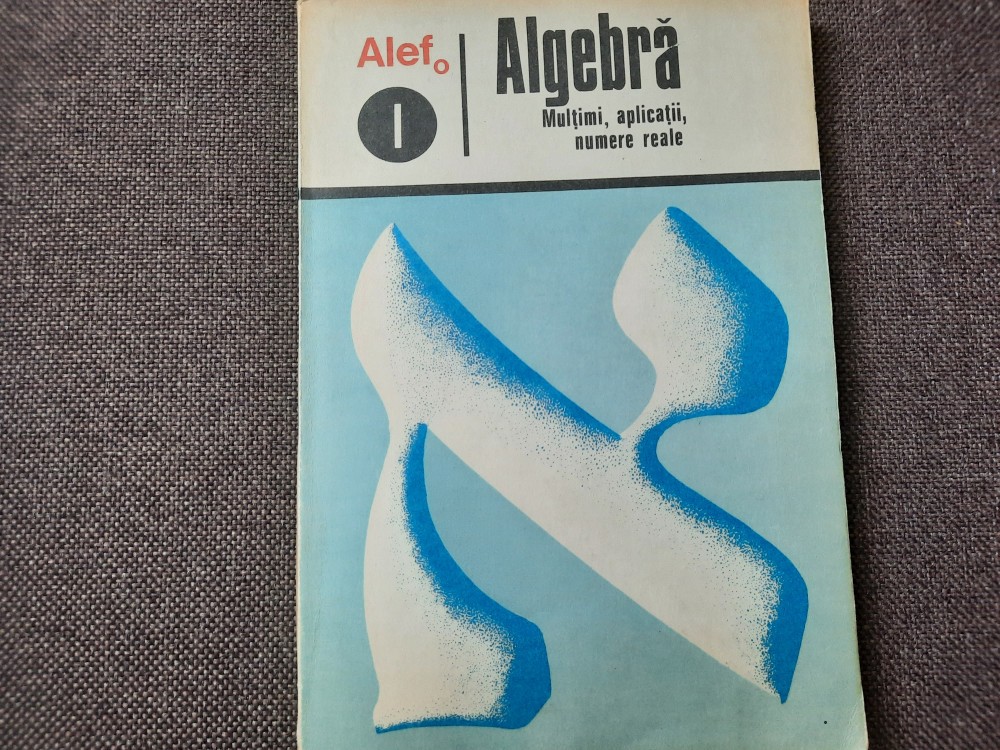 Alef₀
I
Algebră
Mulțimi, aplicații,
numere reale
א